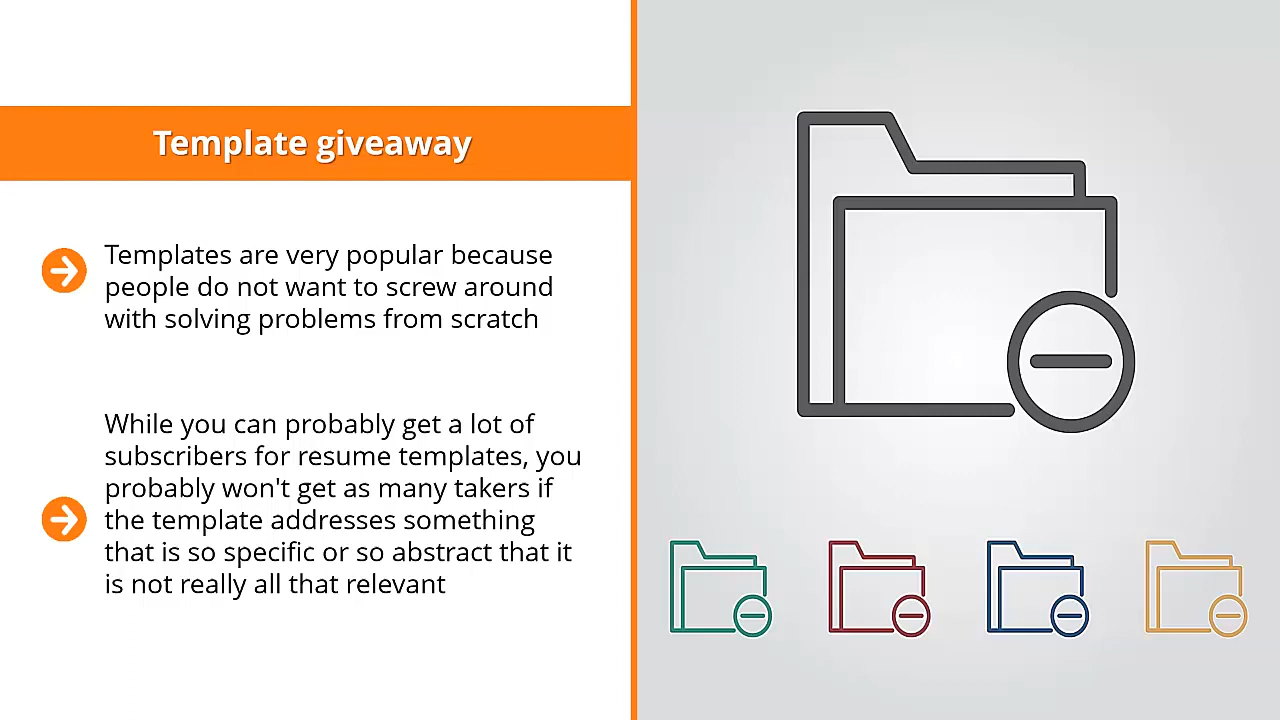 Template giveaway
Templates are very popular because
people do not want to screw around
with solving problems from scratch
While you can probably get a lot of
subscribers for resume templates, you
probably won't get as many takers if
the template addresses something
that is so specific or so abstract that it
is not really all that relevant